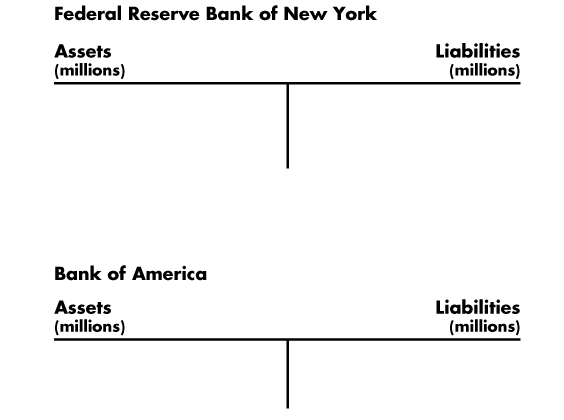 Federal Reserve Bank of New York
Assets Liabilities
(millions) (millions)
Bank of America
Assets Liabilities
(millions) (millions)